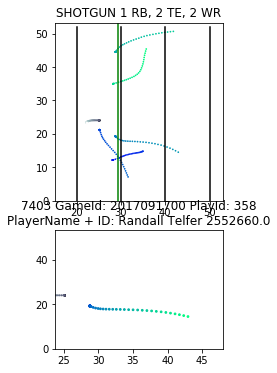 SHOTGUN 1 RB, 2 TE, 2 WR
50
40
30
20
10
0
20 30 40 50
7403 GameId: 2017091700 PlayId: 358
PlayerName + ID: Randall Telfer 2552660.0
40
20
0
25 30 35 40 45